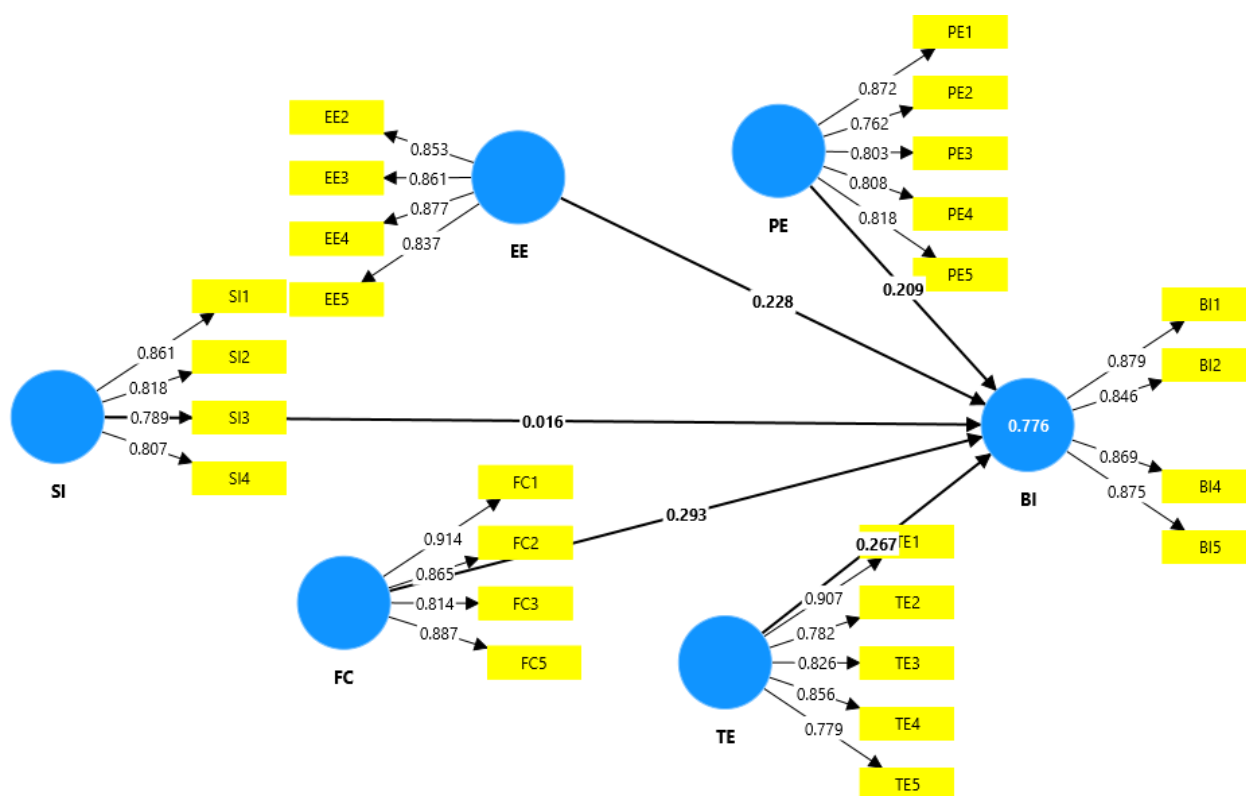 PE1
0.872
PE2
0.762
PE3
0.803
PE4
0.808
PE5
0.818
PE
EE2
0.853
EE3
0.861
EE4
0.877
EE5
0.837
EE
0.228
0.209
SI1
0.861
SI2
0.818
SI3
0.789
SI4
0.807
SI
0.016
BI1
0.879
BI2
0.846
0.776
BI4
0.869
BI5
0.875
BI
FC1
0.914
FC2
0.865
FC3
0.814
FC5
0.887
FC
0.293
0.267
TE1
0.907
TE2
0.782
TE3
0.826
TE4
0.856
TE5
0.779
TE